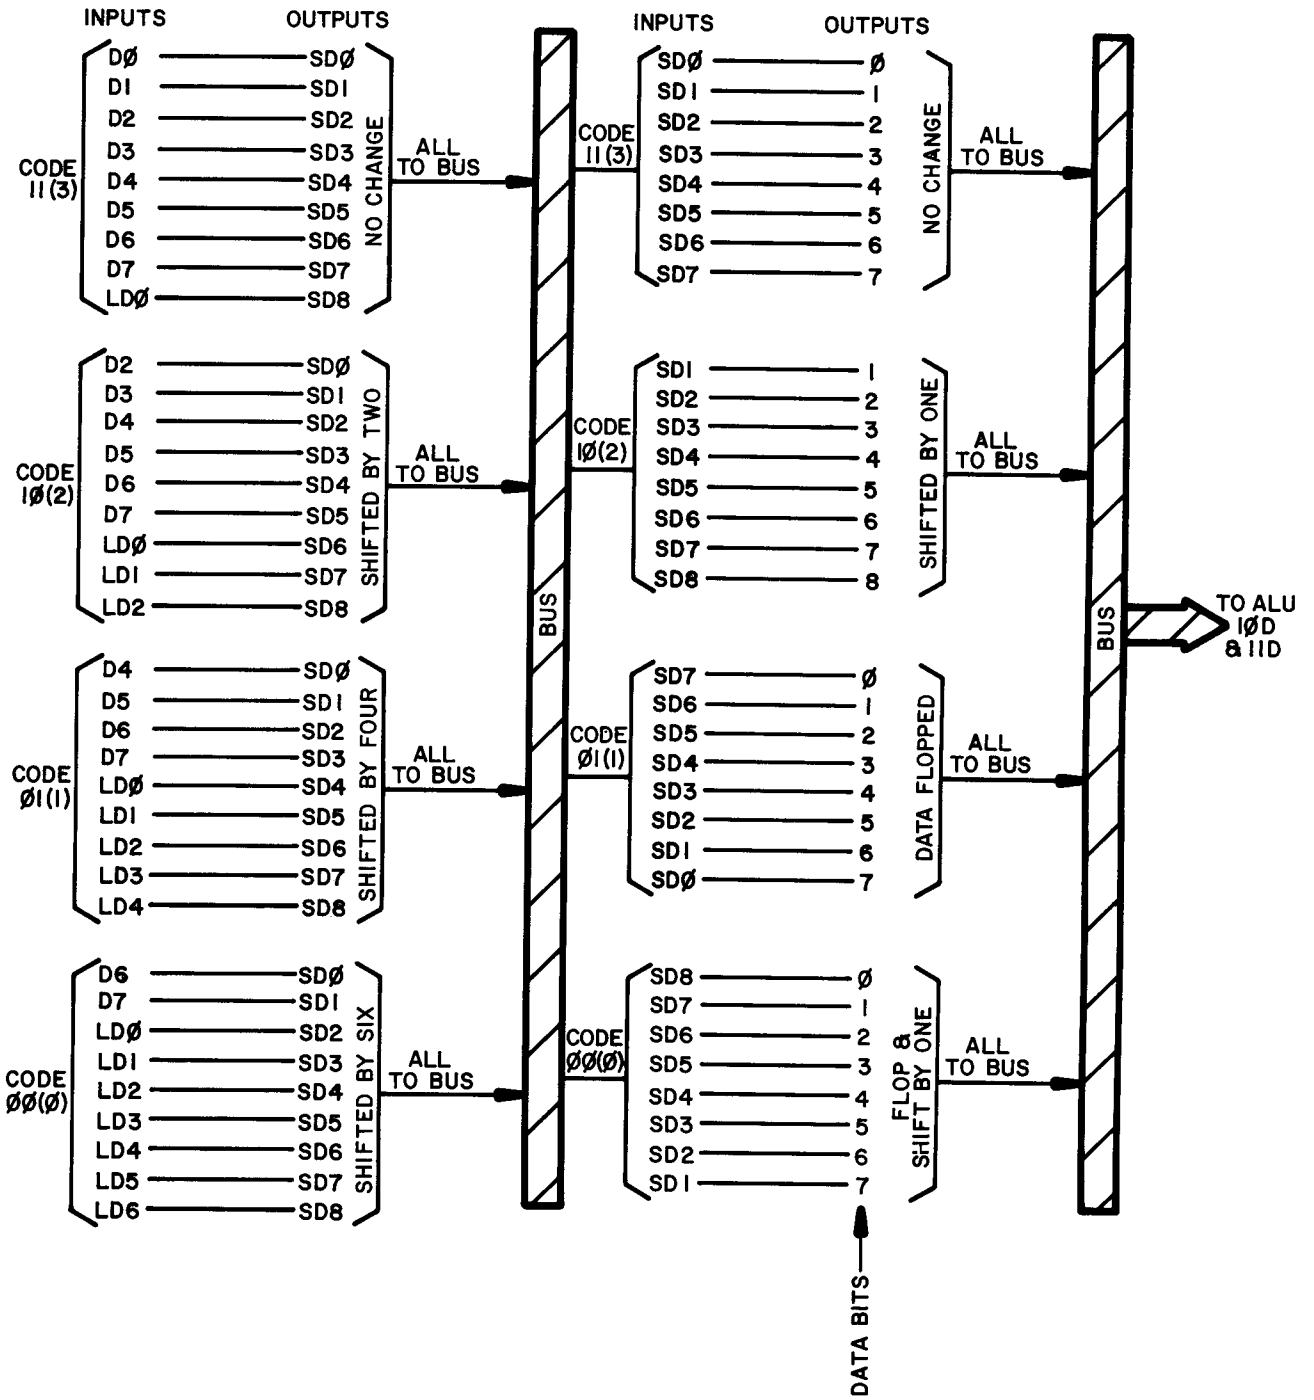 INPUTS OUTPUTS
DØ SDØ
D1 SD1
D2 SD2
D3 SD3
D4 SD4
D5 SD5
D6 SD6
D7 SD7
LDØ SD8
CODE
11(3)
NO CHANGE
ALL
TO BUS
D2 SDØ
D3 SD1
D4 SD2
D5 SD3
D6 SD4
D7 SD5
LDØ SD6
LD1 SD7
LD2 SD8
CODE
1Ø(2)
SHIFTED BY TWO
ALL
TO BUS
D4 SDØ
D5 SD1
D6 SD2
D7 SD3
LDØ SD4
LD1 SD5
LD2 SD6
LD3 SD7
LD4 SD8
CODE
Ø1(1)
SHIFTED BY FOUR
ALL
TO BUS
D6 SDØ
D7 SD1
LDØ SD2
LD1 SD3
LD2 SD4
LD3 SD5
LD4 SD6
LD5 SD7
LD6 SD8
CODE
ØØ(Ø)
SHIFTED BY SIX
ALL
TO BUS
BUS
INPUTS OUTPUTS
SDØ Ø
SD1 1
SD2 2
SD3 3
SD4 4
SD5 5
SD6 6
SD7 7
CODE
11(3)
NO CHANGE
ALL
TO BUS
SD1 1
SD2 2
SD3 3
SD4 4
SD5 5
SD6 6
SD7 7
SD8 8
CODE
1Ø(2)
SHIFTED BY ONE
ALL
TO BUS
SD7 Ø
SD6 1
SD5 2
SD4 3
SD3 4
SD2 5
SD1 6
SDØ 7
CODE
Ø1(1)
DATA FLOPPED
ALL
TO BUS
SD8 Ø
SD7 1
SD6 2
SD5 3
SD4 4
SD3 5
SD2 6
SD1 7
CODE
ØØ(Ø)
FLOP &
SHIFT BY ONE
ALL
TO BUS
DATA BITS
BUS
TO ALU
1ØD
& 11D